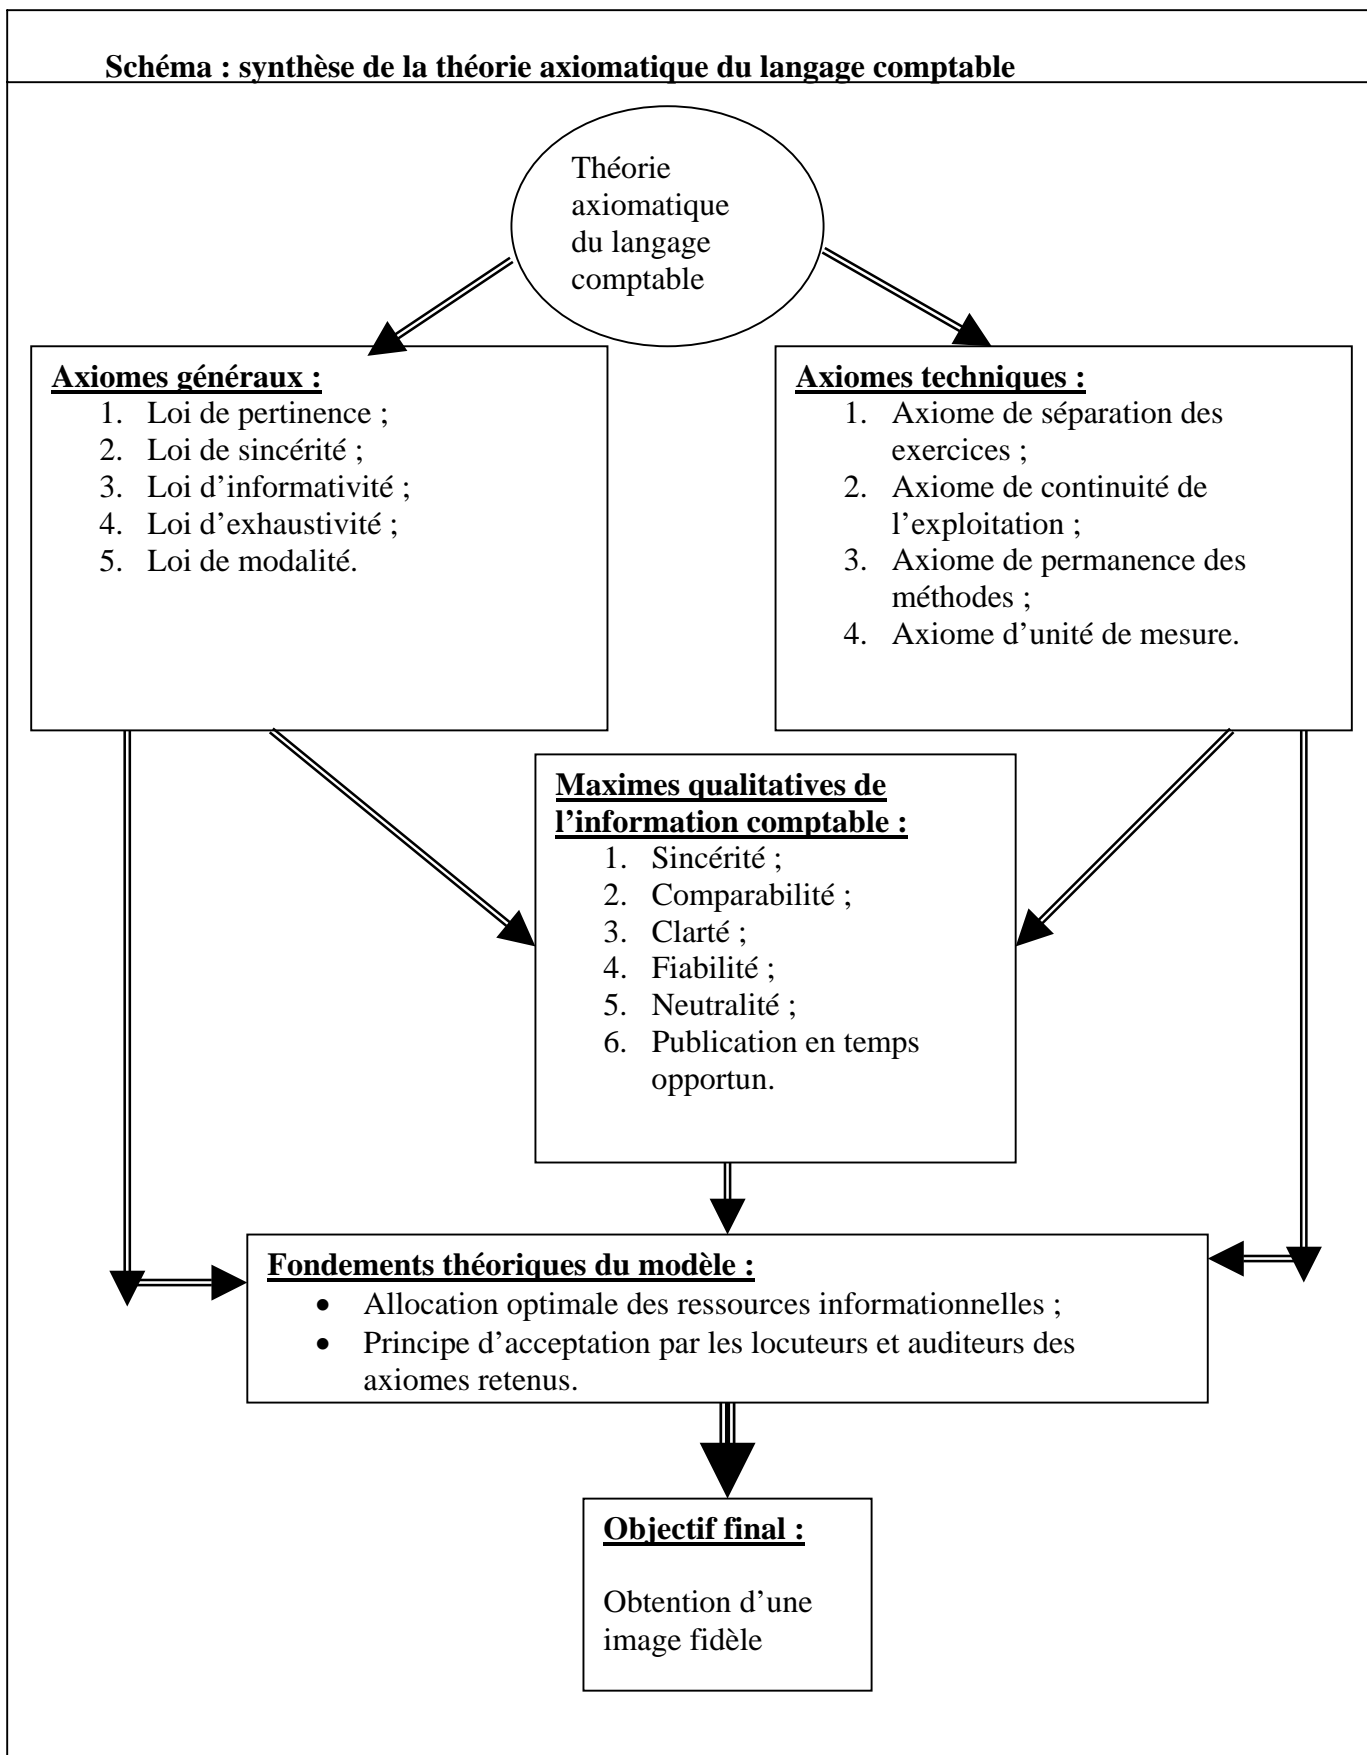 Schéma : synthèse de la théorie axiomatique du langage comptable
Théorie
axiomatique
du langage
comptable
Axiomes généraux :
1. Loi de pertinence ;
2. Loi de sincérité ;
3. Loi d’informativité ;
4. Loi d’exhaustivité ;
5. Loi de modalité.
Axiomes techniques :
1. Axiome de séparation des
exercices ;
2. Axiome de continuité de
l’exploitation ;
3. Axiome de permanence des
méthodes ;
4. Axiome d’unité de mesure.
Maximes qualitatives de
l’information comptable :
1. Sincérité ;
2. Comparabilité ;
3. Clarté ;
4. Fiabilité ;
5. Neutralité ;
6. Publication en temps
opportun.
Fondements théoriques du modèle :
• Allocation optimale des ressources informationnelles ;
• Principe d’acceptation par les locuteurs et auditeurs des
axiomes retenus.
Objectif final :
Obtention d’une
image fidèle